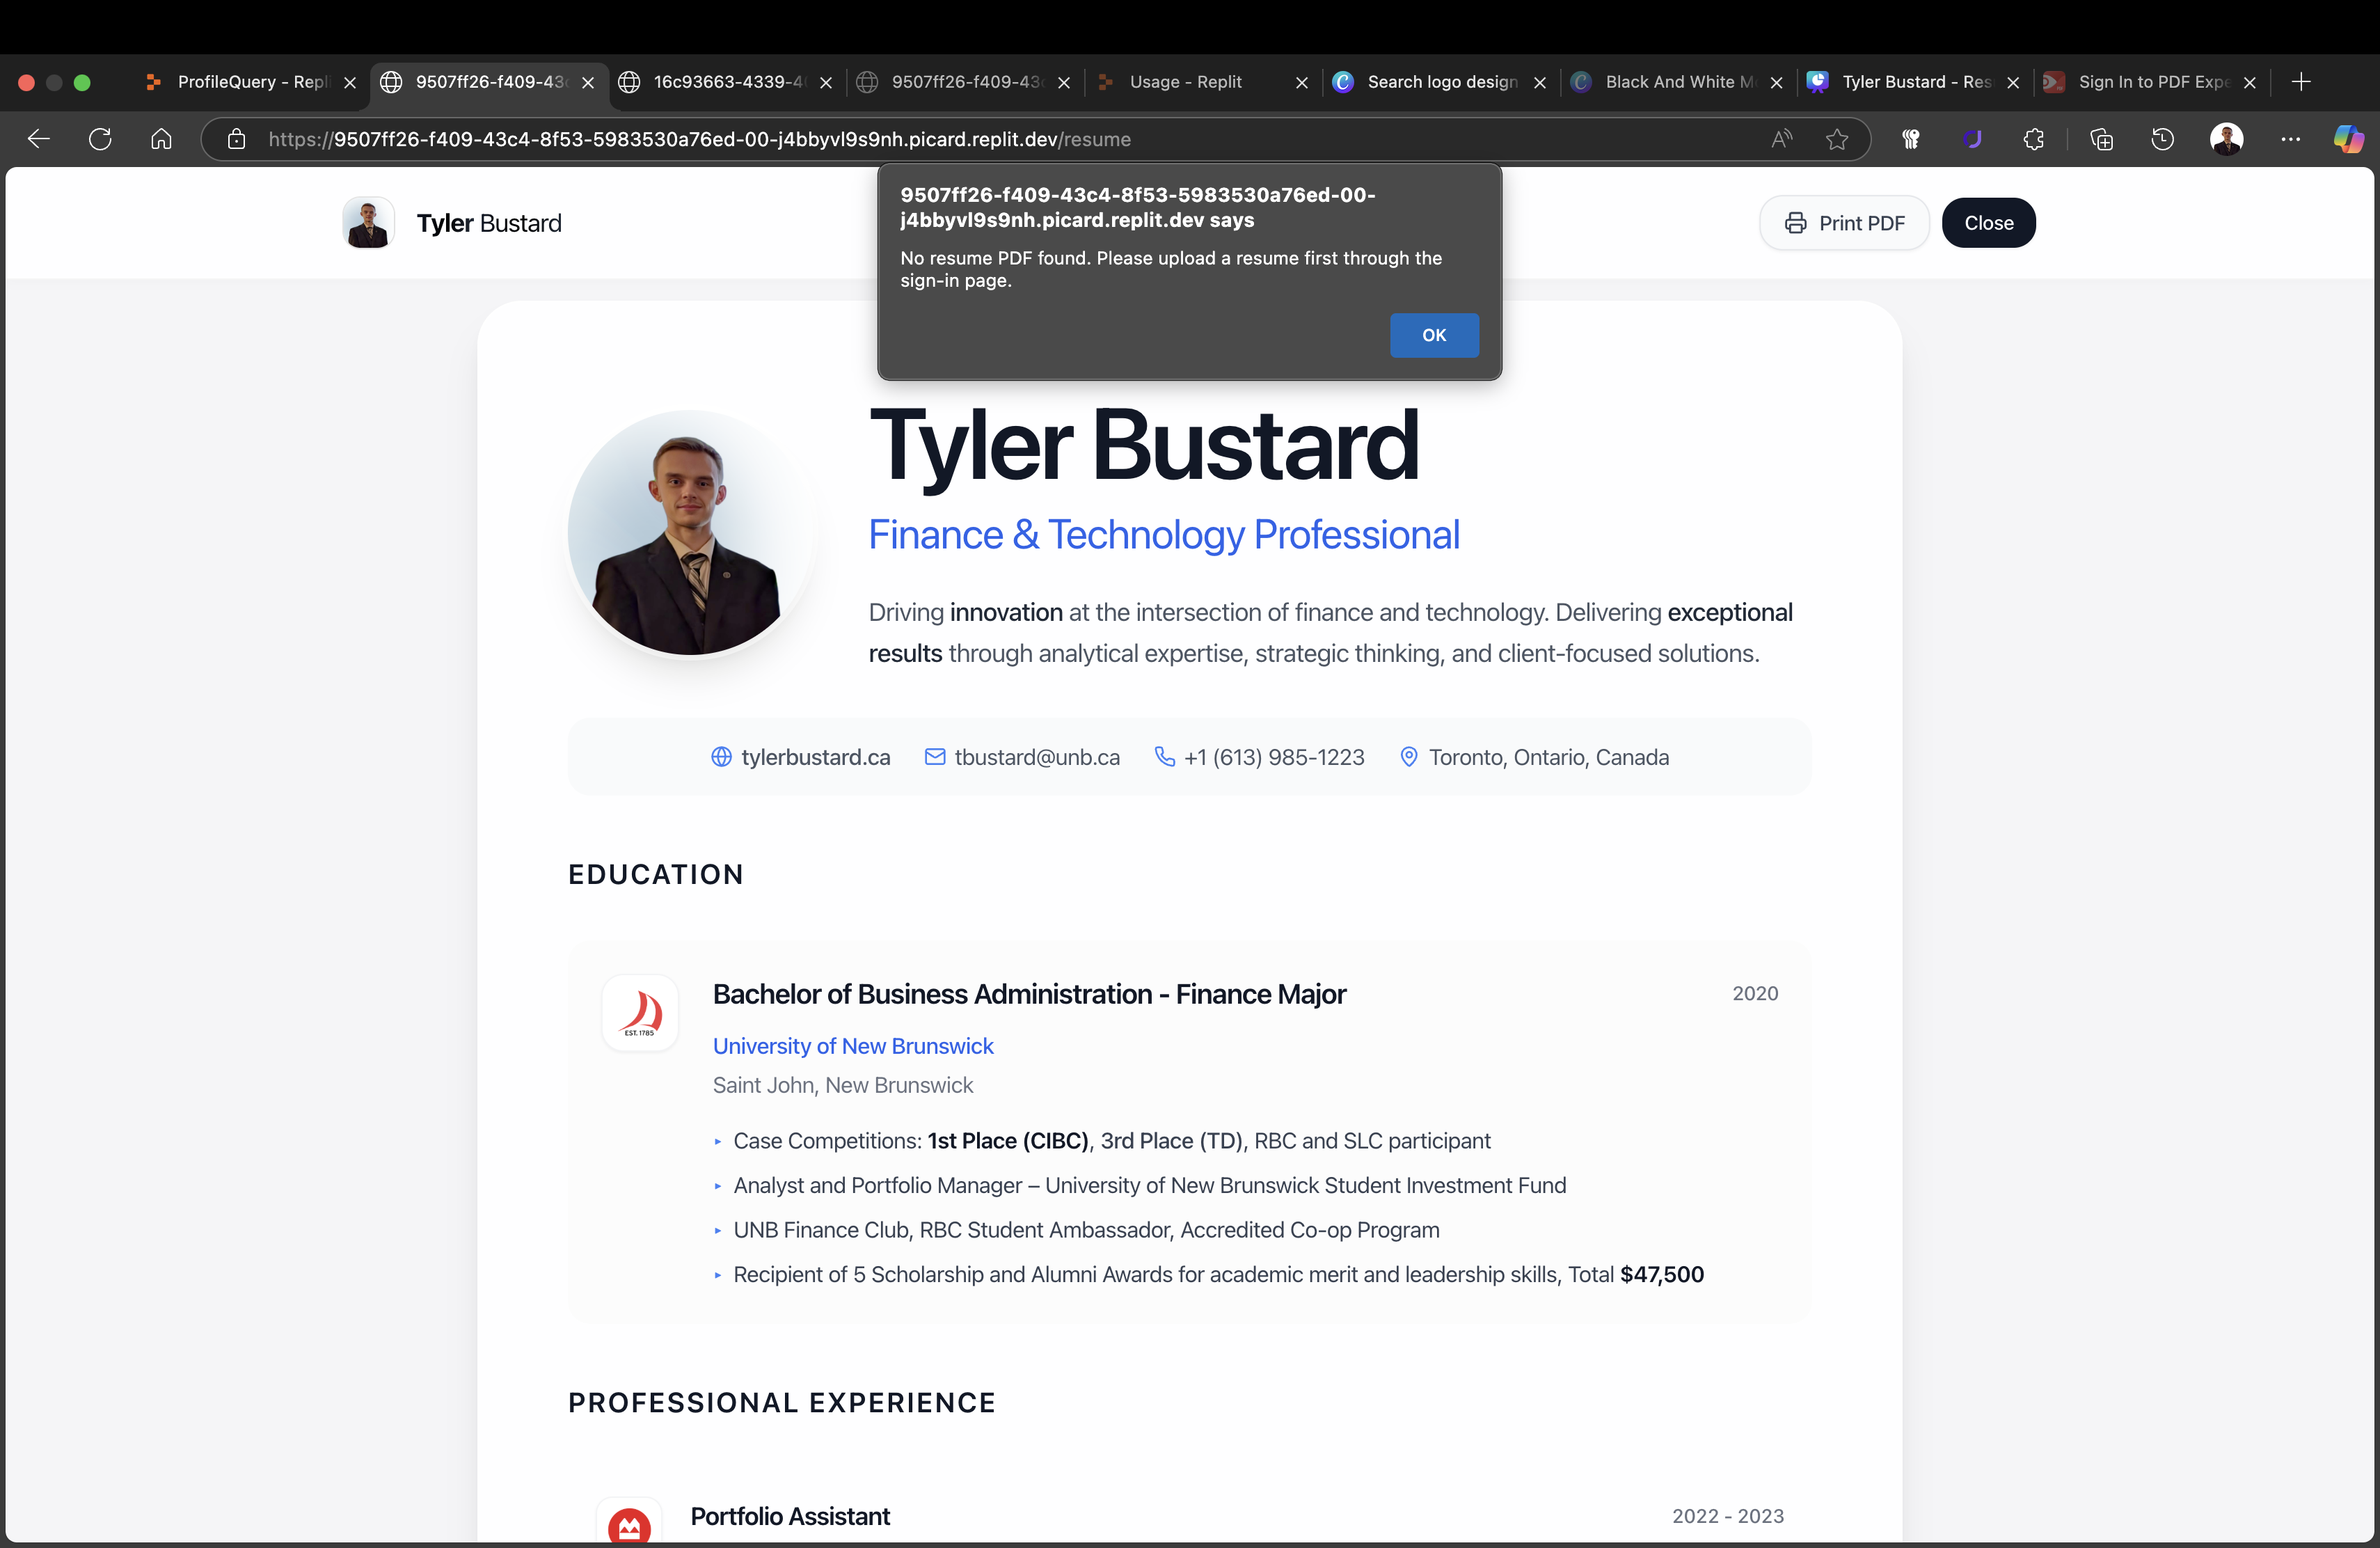 ProfileQuery - Repl
9507ff26-f409-43c
16c93663-4339-4
9507ff26-f409-43c
Usage - Replit
Search logo design
Black And White M
Tyler Bustard - Res
Sign In to PDF Expe
https://9507ff26-f409-43c4-8f53-5983530a76ed-00-j4bbyvl9s9nh.picard.replit.dev/resume
9507ff26-f409-43c4-8f53-5983530a76ed-00-
j4bbyvl9s9nh.picard.replit.dev says
No resume PDF found. Please upload a resume first through the
sign-in page.
OK
Tyler Bustard
Print PDF
Close
Tyler Bustard
Finance & Technology Professional
Driving innovation at the intersection of finance and technology. Delivering exceptional
results through analytical expertise, strategic thinking, and client-focused solutions.
tylerbustard.ca
tbustard@unb.ca
+1 (613) 985-1223
Toronto, Ontario, Canada
EDUCATION
EST. 1785
Bachelor of Business Administration - Finance Major
2020
University of New Brunswick
Saint John, New Brunswick
‣ Case Competitions: 1st Place (CIBC), 3rd Place (TD), RBC and SLC participant
‣ Analyst and Portfolio Manager – University of New Brunswick Student Investment Fund
‣ UNB Finance Club, RBC Student Ambassador, Accredited Co-op Program
‣ Recipient of 5 Scholarship and Alumni Awards for academic merit and leadership skills, Total $47,500
PROFESSIONAL EXPERIENCE
Portfolio Assistant
2022 - 2023